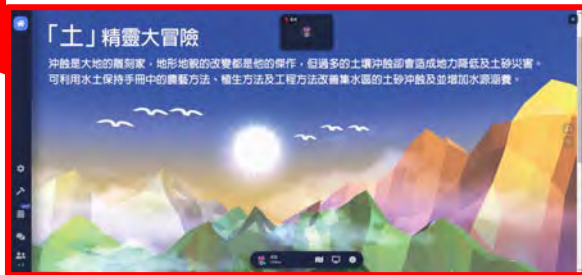 「土」精靈大冒險
沖蝕是大地的雕刻家，地形地貌的改變都是他的傑作，但過多的土壤沖蝕卻會造成地力降低及土砂災害。
可利用水土保持手冊中的農藝方法、植生方法及工程方法改善集水區的土砂沖蝕及並增加水源涵養。